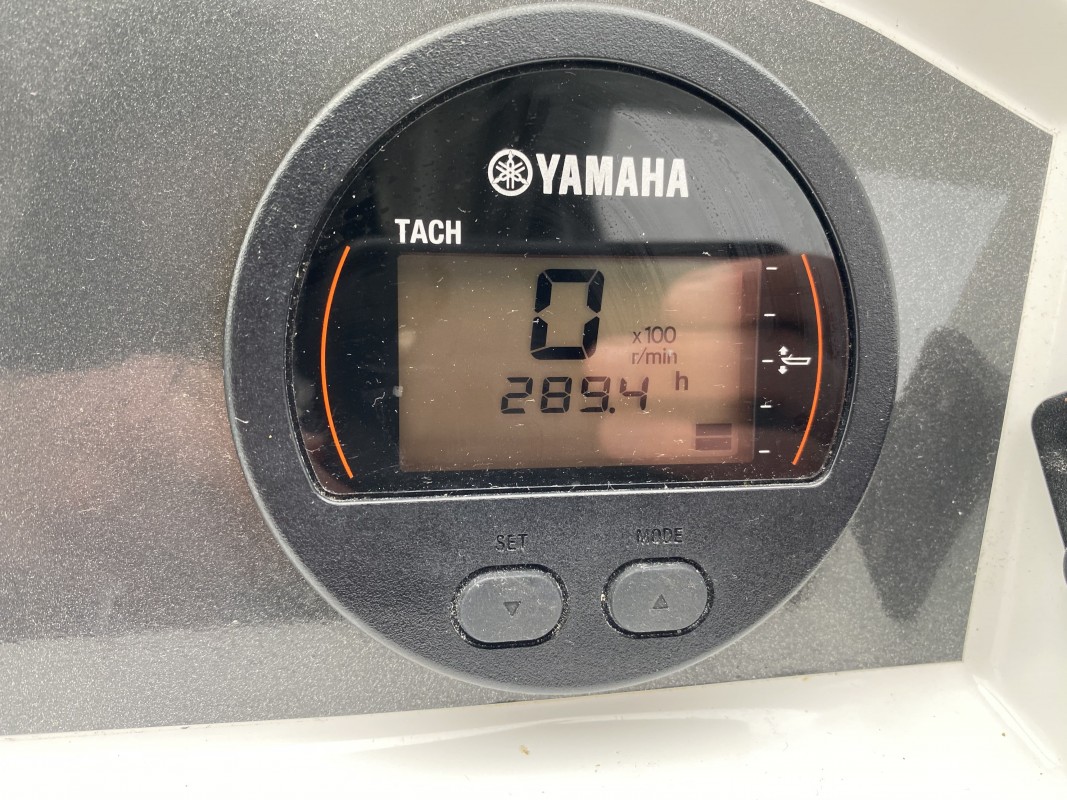 YAMAHA
TACH
0
x100
r/min
289.4 h
SET
MODE